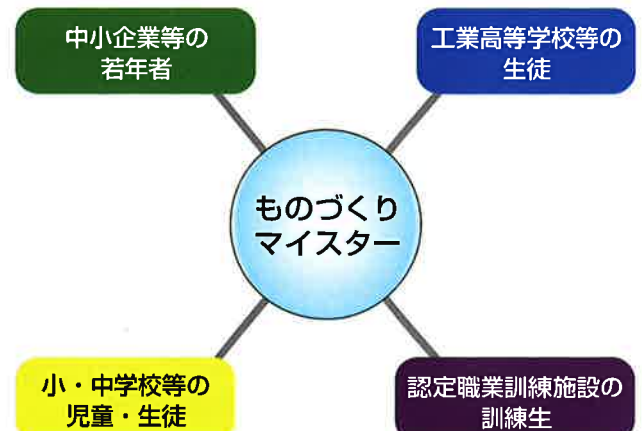 中小企業等の
若年者
工業高等学校等の
生徒
ものづくり
マイスター
小・中学校等の
児童・生徒
認定職業訓練施設の
訓練生